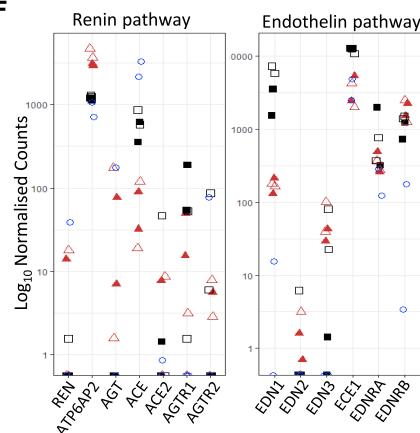 F
Renin pathway
Endothelin pathway
Log10 Normalised Counts
1000
100
10
1
0000
1000
100
10
1
REN
ATP6AP2
AGT
ACE
ACE2
AGTR1
AGTR2
EDN1
EDN2
EDN3
ECE1
EDNRA
EDNRB